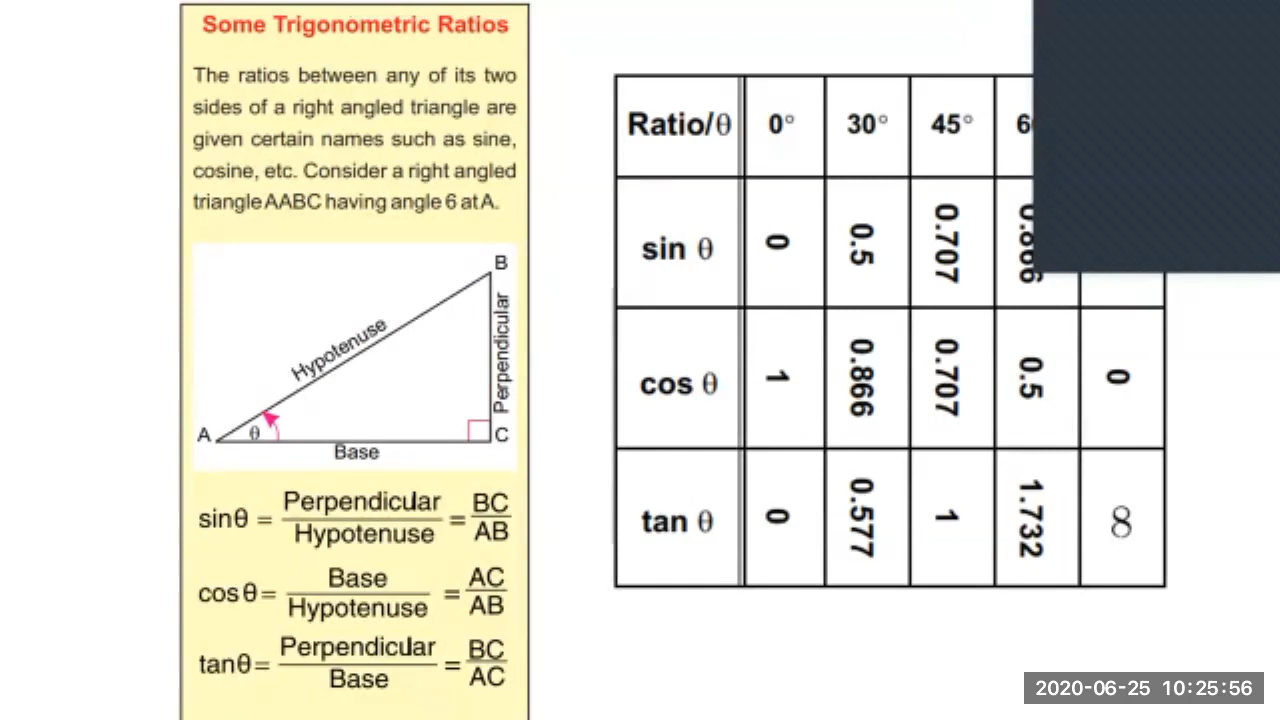 Some Trigonometric Ratios
The ratios between any of its two
sides of a right angled triangle are
given certain names such as sine,
cosine, etc. Consider a right angled
triangle AABC having angle 6 at A.
B
Hypotenuse
Perpendicular
A
θ
C
Base
sinθ = Perpendicular/Hypotenuse = BC/AB
cosθ = Base/Hypotenuse = AC/AB
tanθ = Perpendicular/Base = BC/AC
Ratio/θ 0° 30° 45°
sin θ 0 0.5 0.707 0.866
cos θ 1 0.866 0.707 0.5 0
tan θ 0 0.577 1 1.732 ∞
2020-06-25 10:25:56